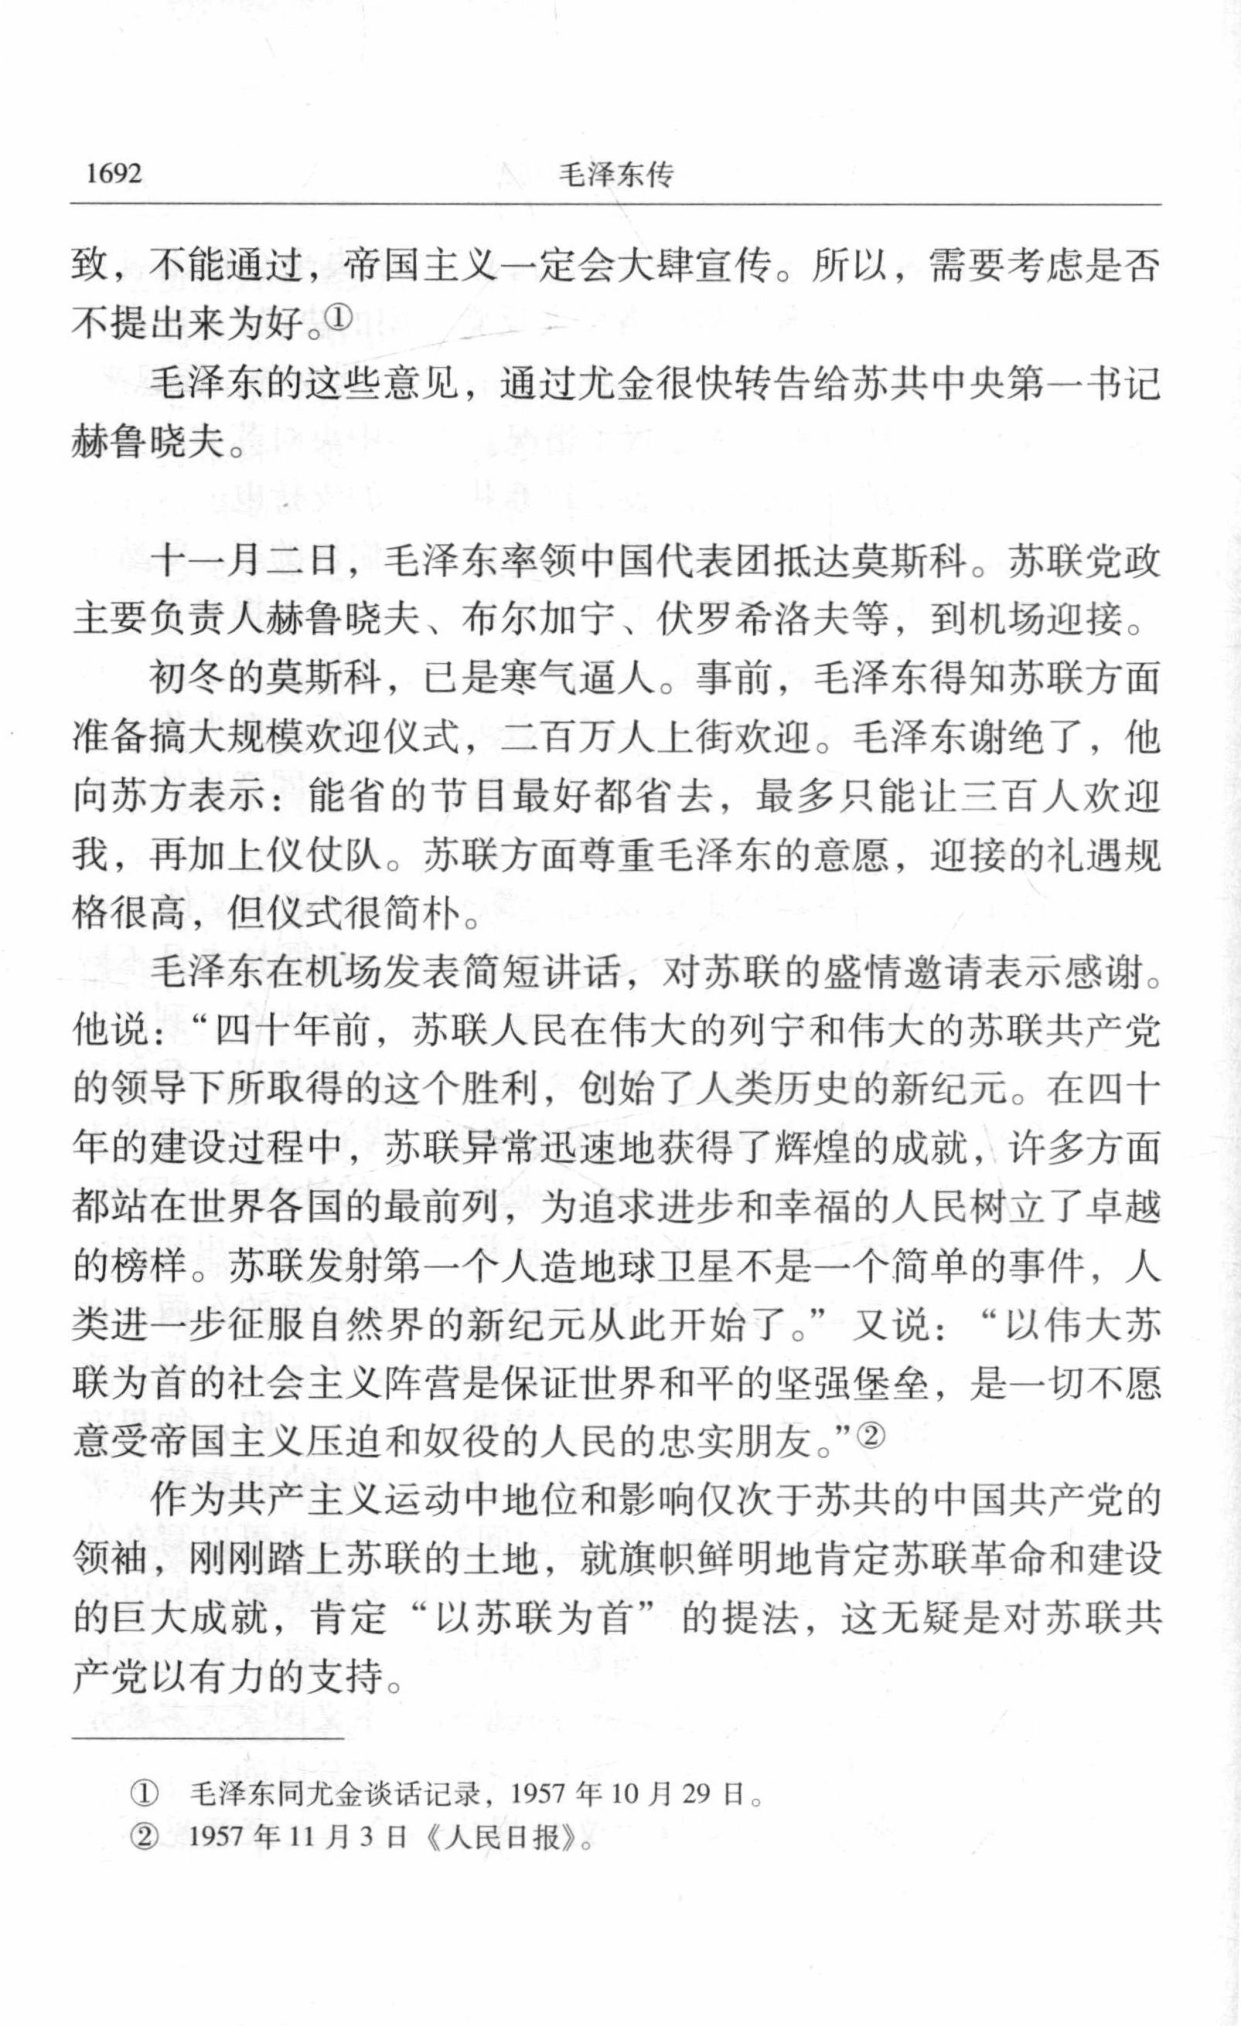 1692
毛泽东传
致，不能通过，帝国主义一定会大肆宣传。所以，需要考虑是否
不提出来为好。①
毛泽东的这些意见，通过尤金很快转告给苏共中央第一书记
赫鲁晓夫。
十一月二日，毛泽东率领中国代表团抵达莫斯科。苏联党政
主要负责人赫鲁晓夫、布尔加宁、伏罗希洛夫等，到机场迎接。
初冬的莫斯科，已是寒气逼人。事前，毛泽东得知苏联方面
准备搞大规模欢迎仪式，二百万人上街欢迎。毛泽东谢绝了，他
向苏方表示：能省的节目最好都省去，最多只能让三百人欢迎
我，再加上仪仗队。苏联方面尊重毛泽东的意愿，迎接的礼遇规
格很高，但仪式很简朴。
毛泽东在机场发表简短讲话，对苏联的盛情邀请表示感谢。
他说：“四十年前，苏联人民在伟大的列宁和伟大的苏联共产党
的领导下所取得的这个胜利，创始了人类历史的新纪元。在四十
年的建设过程中，苏联异常迅速地获得了辉煌的成就，许多方面
都站在世界各国的最前列，为追求进步和幸福的人民树立了卓越
的榜样。苏联发射第一个人造地球卫星不是一个简单的事件，人
类进一步征服自然界的新纪元从此开始了。”又说：“以伟大苏
联为首的社会主义阵营是保证世界和平的坚强堡垒，是一切不愿
意受帝国主义压迫和奴役的人民的忠实朋友。”②
作为共产主义运动中地位和影响仅次于苏共的中国共产党的
领袖，刚刚踏上苏联的土地，就旗帜鲜明地肯定苏联革命和建设
的巨大成就，肯定“以苏联为首”的提法，这无疑是对苏联共
产党以有力的支持。
① 毛泽东同尤金谈话记录，1957年10月29日。
② 1957年11月3日《人民日报》。